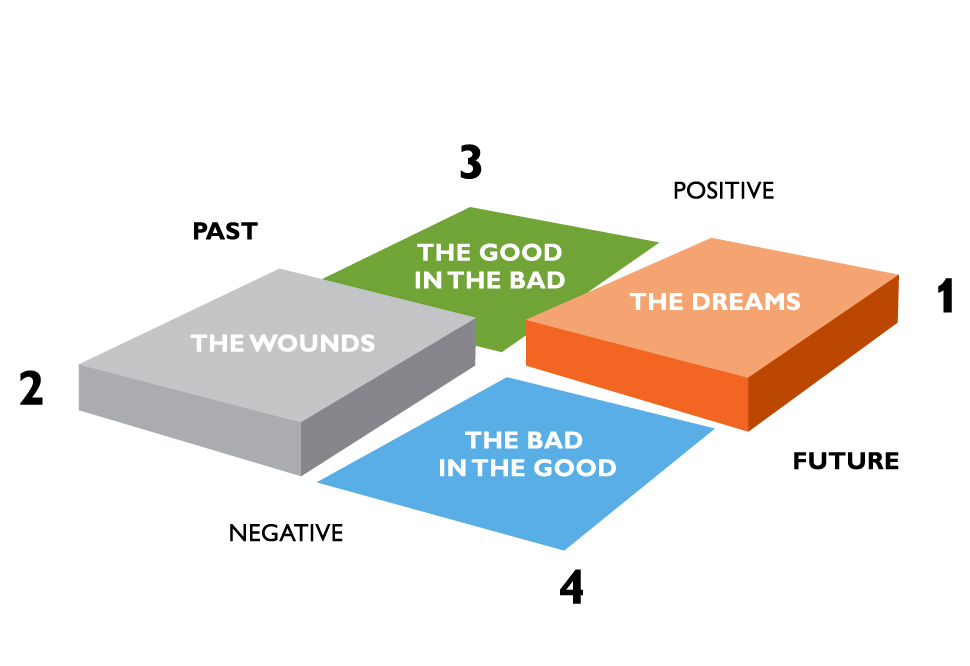 3
POSITIVE
PAST
THE GOOD
IN THE BAD
1
THE DREAMS
THE WOUNDS
2
THE BAD
IN THE GOOD
FUTURE
NEGATIVE
4